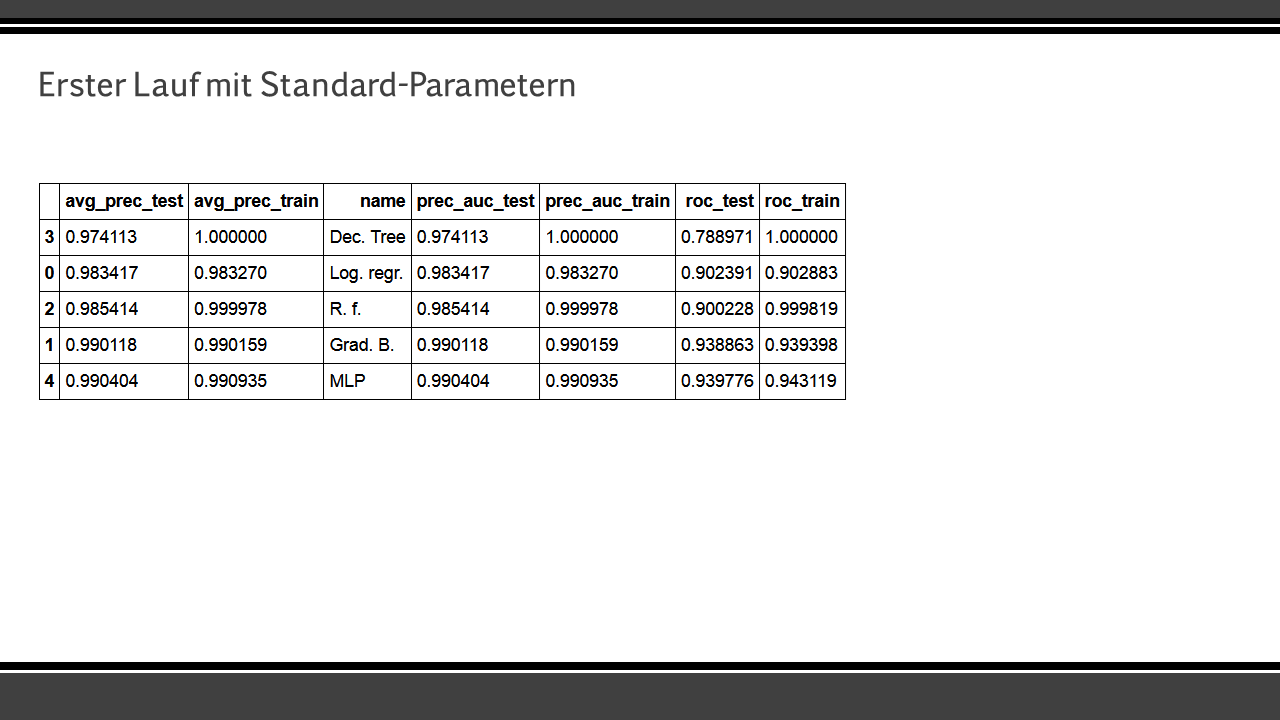 Erster Lauf mit Standard-Parametern
avg_prec_test avg_prec_train name prec_auc_test prec_auc_train roc_test roc_train
3 0.974113 1.000000 Dec. Tree 0.974113 1.000000 0.788971 1.000000
0 0.983417 0.983270 Log. regr. 0.983417 0.983270 0.902391 0.902883
2 0.985414 0.999978 R. f. 0.985414 0.999978 0.900228 0.999819
1 0.990118 0.990159 Grad. B. 0.990118 0.990159 0.938863 0.939398
4 0.990404 0.990935 MLP 0.990404 0.990935 0.939776 0.943119